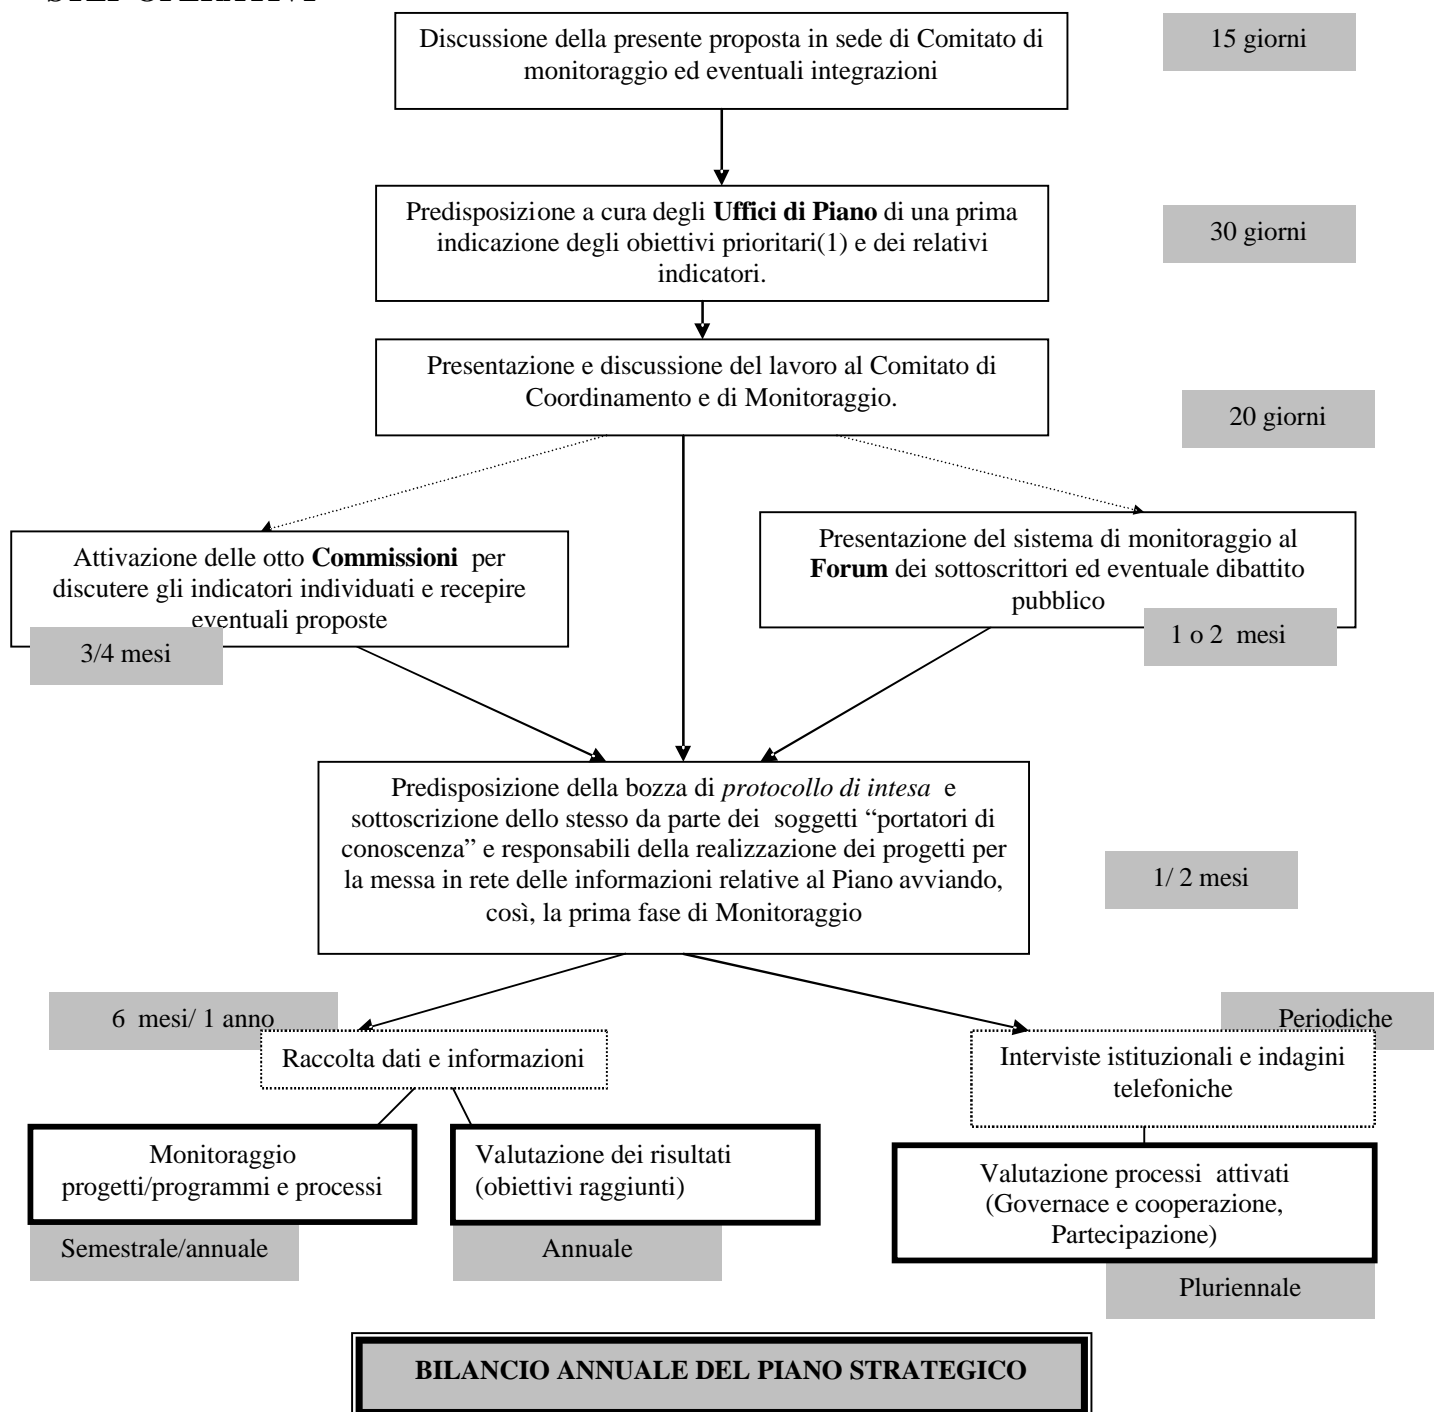 Discussione della presente proposta in sede di Comitato di
monitoraggio ed eventuali integrazioni
15 giorni
Predisposizione a cura degli Uffici di Piano di una prima
indicazione degli obiettivi prioritari(1) e dei relativi
indicatori.
30 giorni
Presentazione e discussione del lavoro al Comitato di
Coordinamento e di Monitoraggio.
20 giorni
Attivazione delle otto Commissioni per
discutere gli indicatori individuati e recepire
eventuali proposte
3/4 mesi
Presentazione del sistema di monitoraggio al
Forum dei sottoscrittori ed eventuale dibattito
pubblico
1 o 2 mesi
Predisposizione della bozza di protocollo di intesa e
sottoscrizione dello stesso da parte dei soggetti “portatori di
conoscenza” e responsabili della realizzazione dei progetti per
la messa in rete delle informazioni relative al Piano avviando,
così, la prima fase di Monitoraggio
1/ 2 mesi
6 mesi/ 1 anno
Raccolta dati e informazioni
Periodiche
Interviste istituzionali e indagini
telefoniche
Monitoraggio
progetti/programmi e processi
Semestrale/annuale
Valutazione dei risultati
(obiettivi raggiunti)
Annuale
Valutazione processi attivati
(Governace e cooperazione,
Partecipazione)
Pluriennale
BILANCIO ANNUALE DEL PIANO STRATEGICO